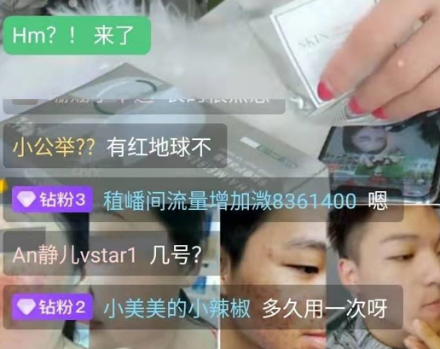 Hm？！ 来了
SKIN
小公举?? 有红地球不
钻粉3 稙皤间流量增加溦8361400 嗯
An静儿vstar1 几号？
钻粉2 小美美的小辣椒 多久用一次呀